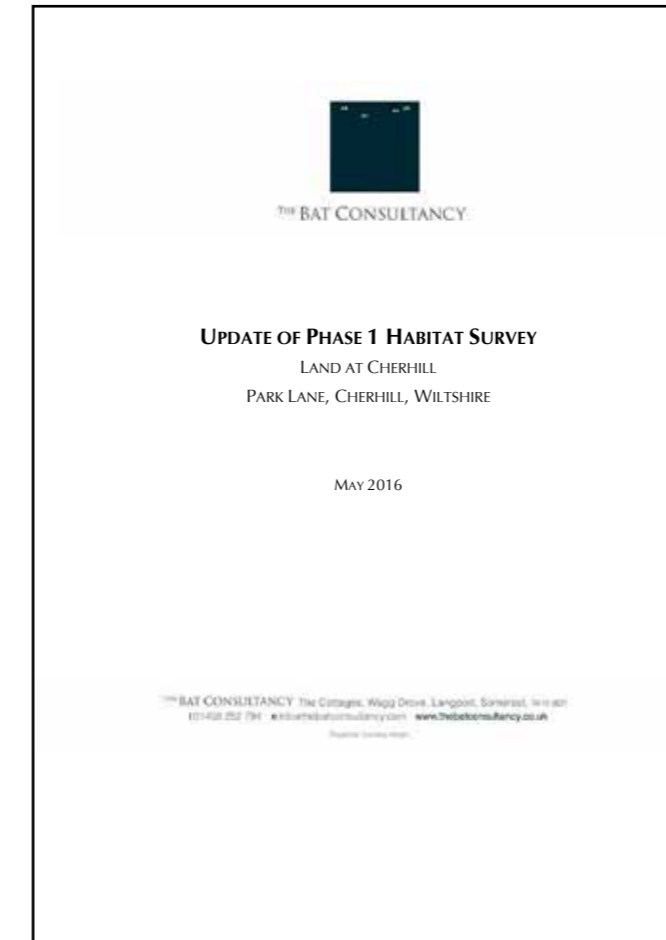 THE BAT CONSULTANCY
UPDATE OF PHASE 1 HABITAT SURVEY
LAND AT CHERHILL
PARK LANE, CHERHILL, WILTSHIRE
MAY 2016
THE BAT CONSULTANCY The Cottages, Wagg Drove, Langport, Somerset,
www.thebatconsultancy.co.uk